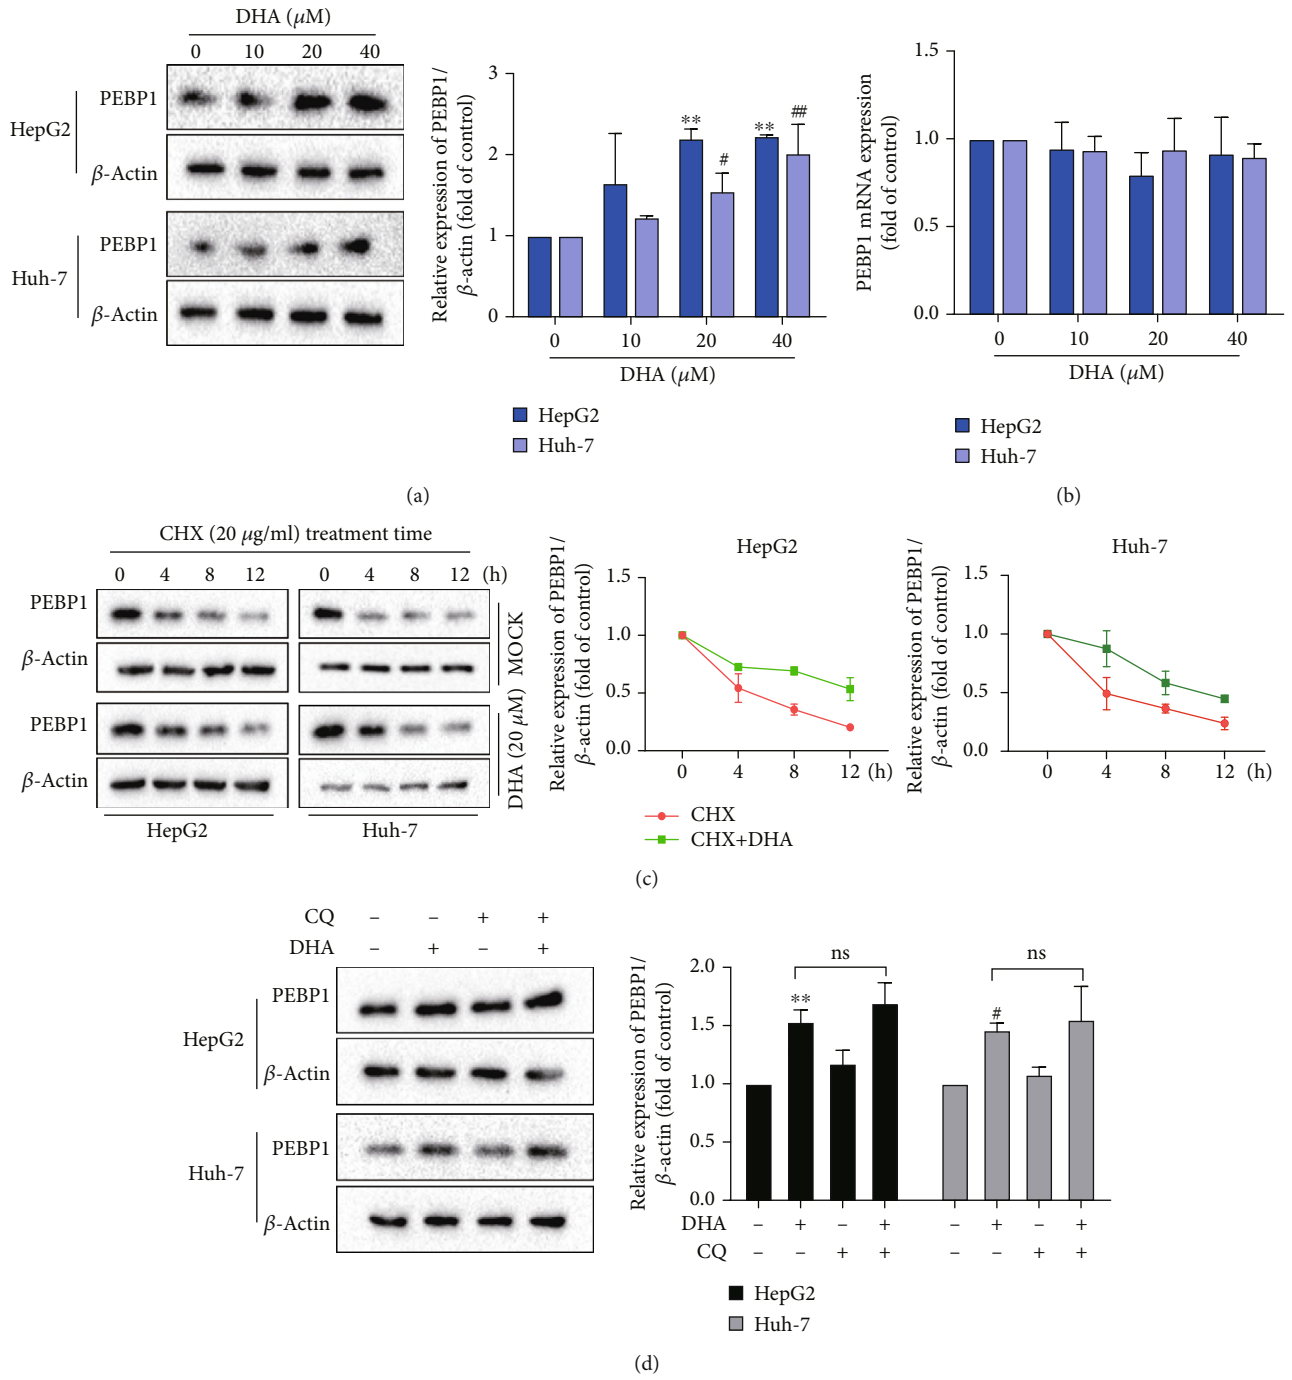 DHA (μM)
0 10 20 40
HepG2
PEBP1
β-Actin
Huh-7
PEBP1
β-Actin
Relative expression of PEBP1/
β-actin (fold of control)
3
2
1
0
**
#
**
##
0 10 20 40
DHA (μM)
HepG2
Huh-7
(a)
PEBP1 mRNA expression
(fold of control)
1.5
1.0
0.5
0.0
0 10 20 40
DHA (μM)
HepG2
Huh-7
(b)
CHX (20 μg/ml) treatment time
0 4 8 12 0 4 8 12 (h)
PEBP1
β-Actin
MOCK
PEBP1
β-Actin
DHA (20 μM)
HepG2 Huh-7
HepG2
Relative expression of PEBP1/
β-actin (fold of control)
1.5
1.0
0.5
0.0
0 4 8 12 (h)
CHX
CHX+DHA
Huh-7
Relative expression of PEBP1/
β-actin (fold of control)
1.5
1.0
0.5
0.0
0 4 8 12 (h)
(c)
CQ – – + +
DHA – + – +
HepG2
PEBP1
β-Actin
Huh-7
PEBP1
β-Actin
Relative expression of PEBP1/
β-actin (fold of control)
2.0
1.5
1.0
0.5
0.0
ns
**
ns
#
DHA – + – + – + – +
CQ – – + + – – + +
HepG2
Huh-7
(d)